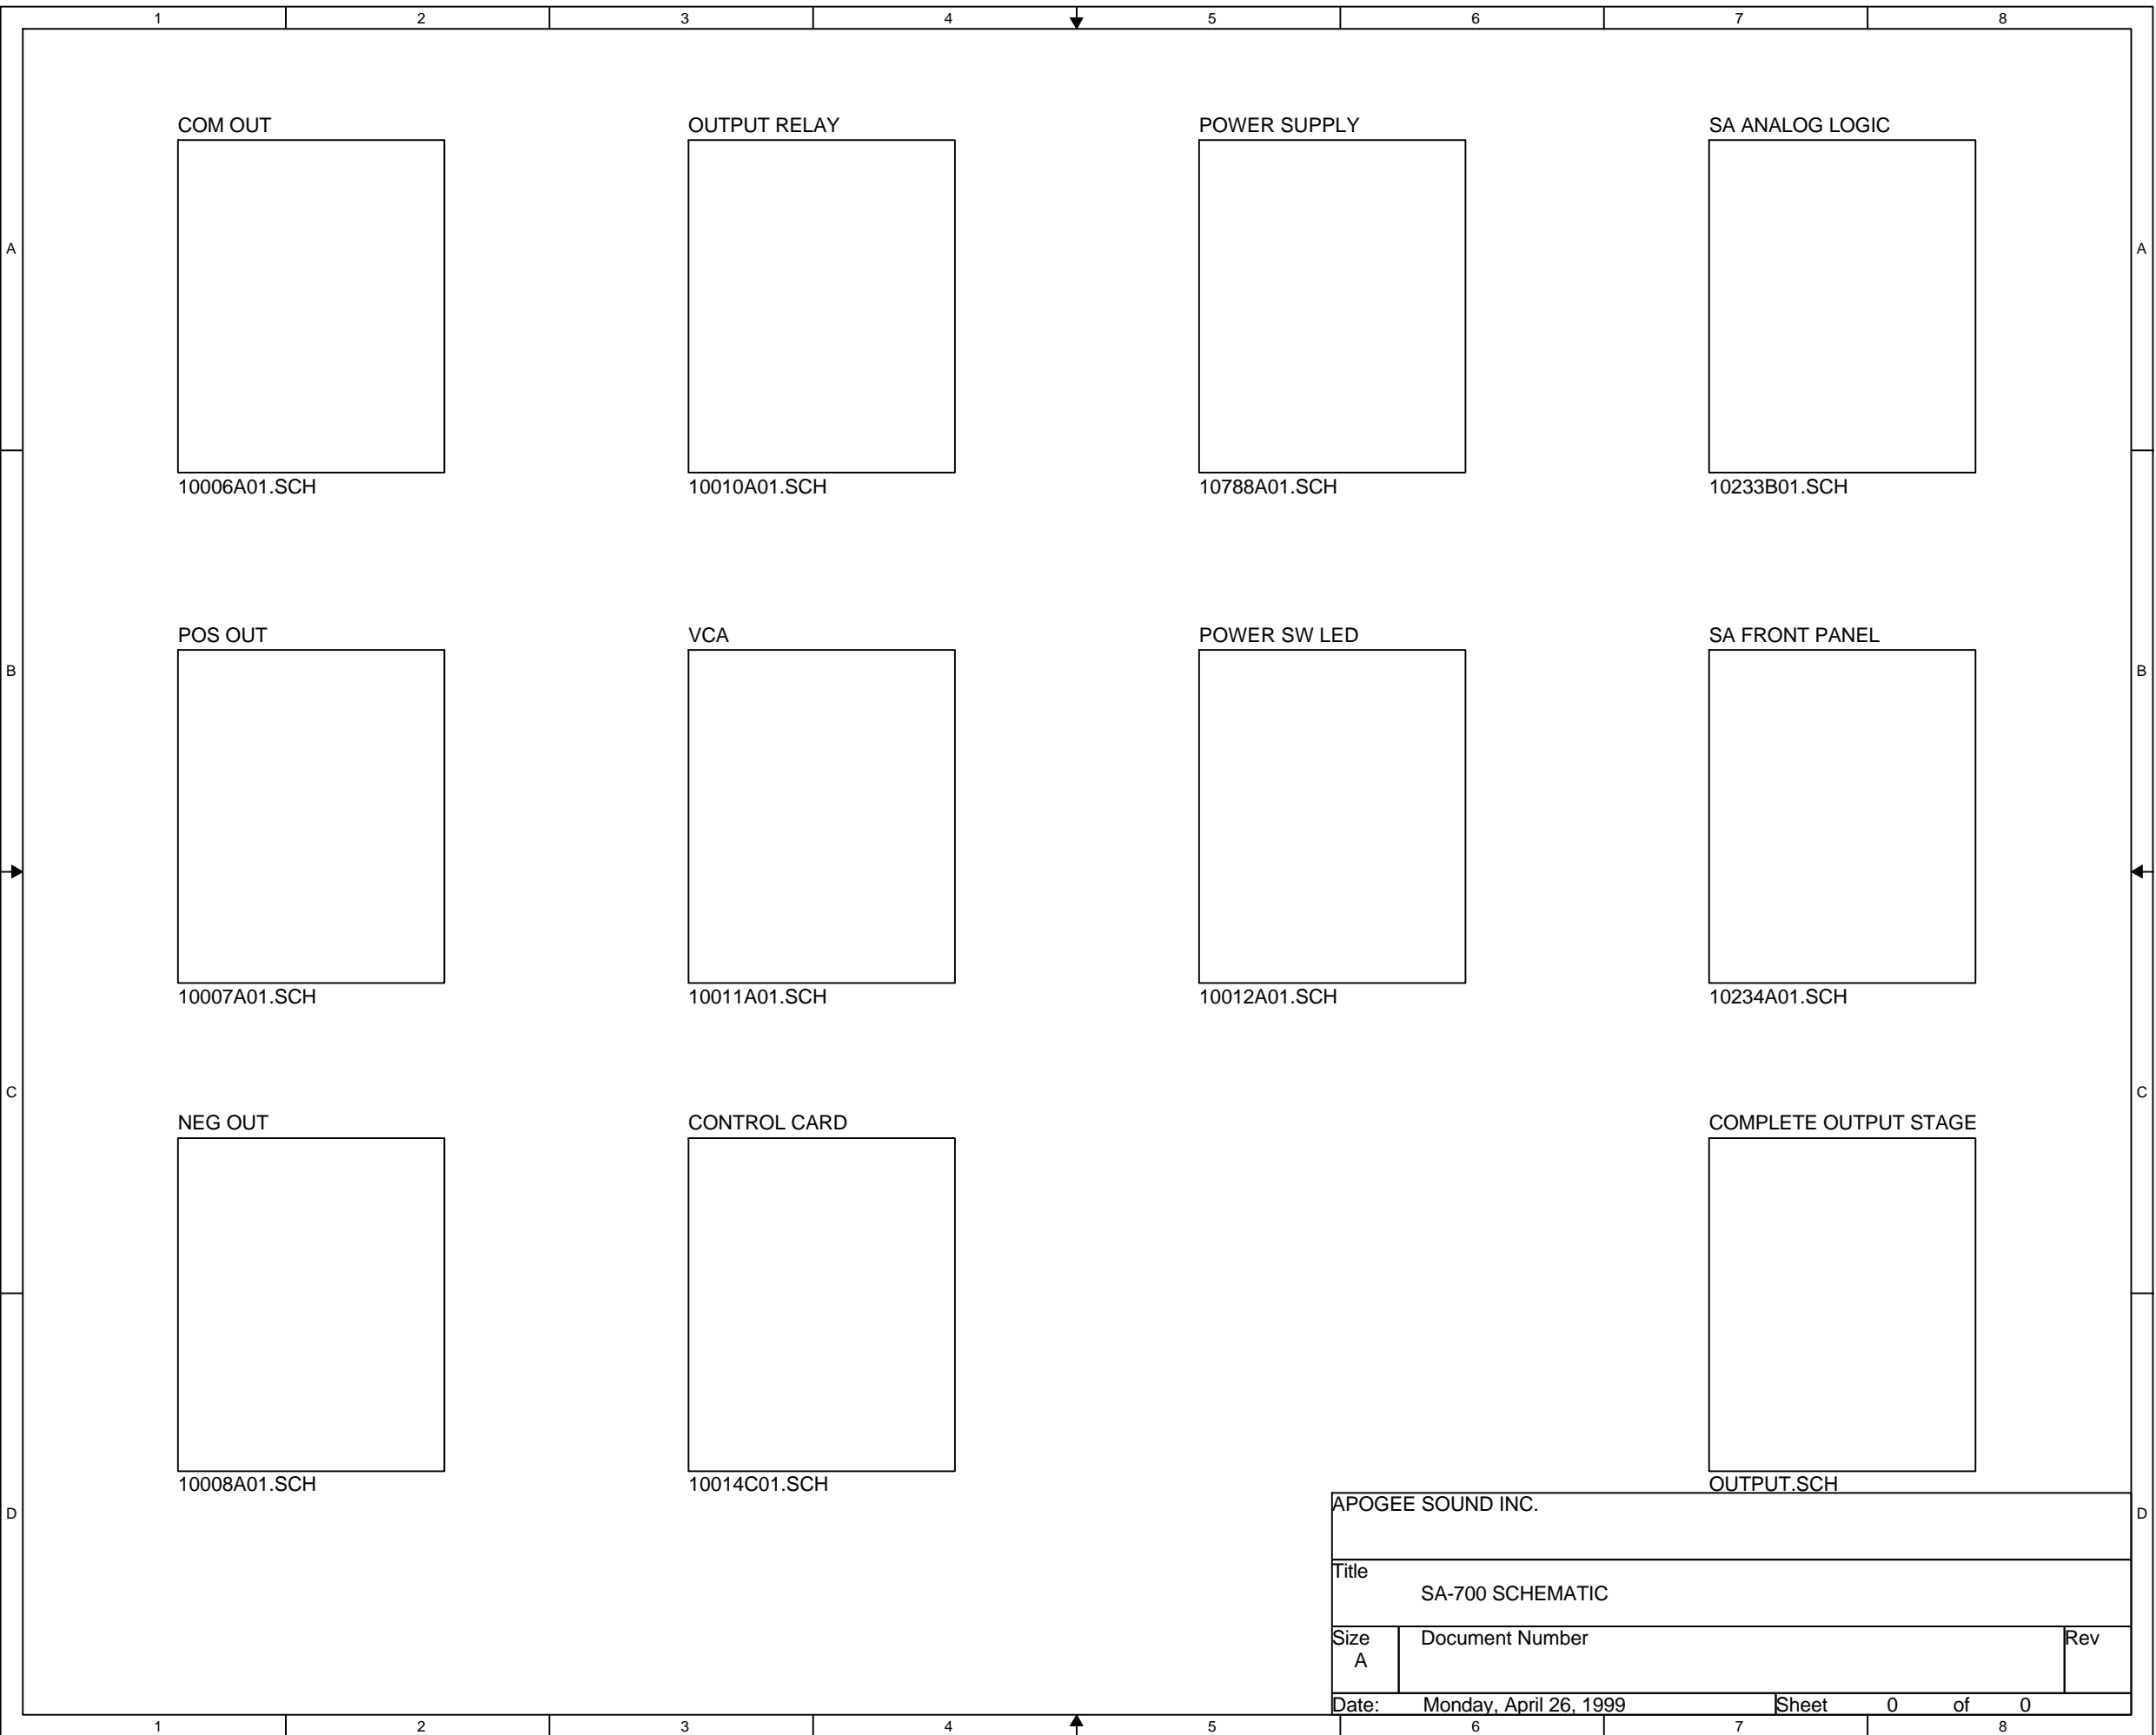 1 2 3 4 5 6 7 8
COM OUT OUTPUT RELAY POWER SUPPLY SA ANALOG LOGIC
A A
10006A01.SCH 10010A01.SCH 10788A01.SCH 10233B01.SCH
POS OUT VCA POWER SW LED SA FRONT PANEL
B B
10007A01.SCH 10011A01.SCH 10012A01.SCH 10234A01.SCH
C C
NEG OUT CONTROL CARD COMPLETE OUTPUT STAGE
10008A01.SCH 10014C01.SCH OUTPUT.SCH
APOGEE SOUND INC.
D D
Title
SA-700 SCHEMATIC
Size Document Number Rev
A
Date: Monday, April 26, 1999 Sheet 0 of 0
1 2 3 4 5 6 7 8